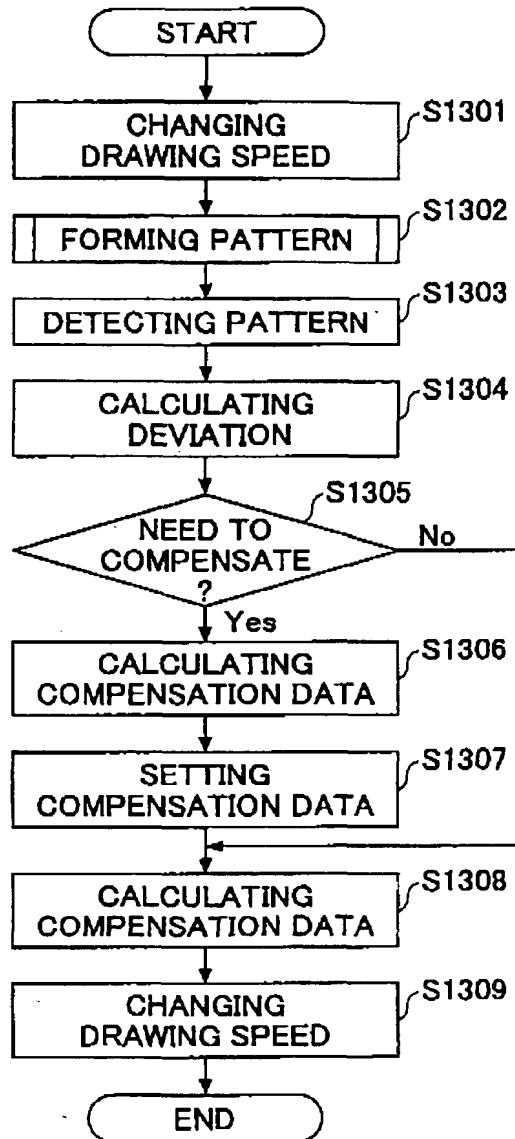 START
CHANGING
DRAWING SPEED
S1301
FORMING PATTERN
S1302
DETECTING PATTERN
S1303
CALCULATING
DEVIATION
S1304
NEED TO
COMPENSATE
?
S1305
No
Yes
CALCULATING
COMPENSATION DATA
S1306
SETTING
COMPENSATION DATA
S1307
CALCULATING
COMPENSATION DATA
S1308
CHANGING
DRAWING SPEED
S1309
END